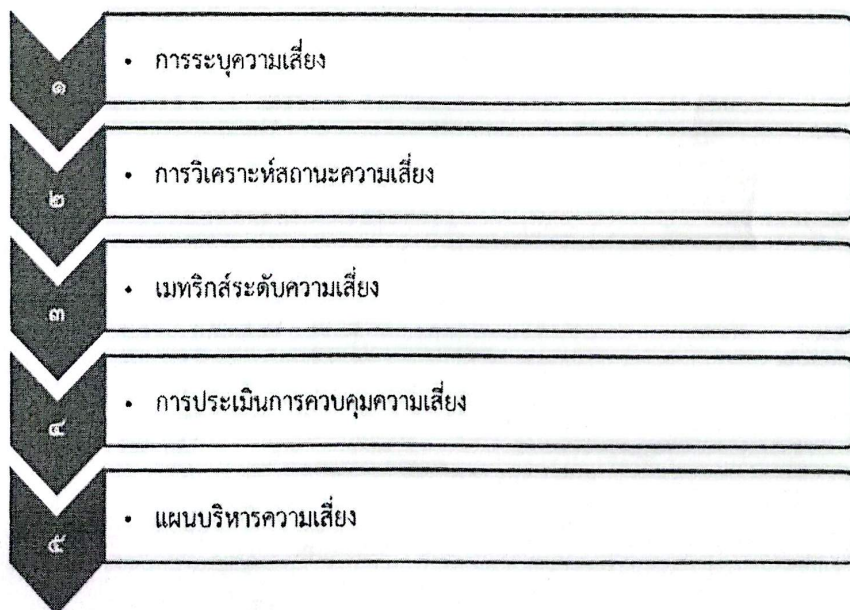 ๑
• การระบุความเสี่ยง
๒
• การวิเคราะห์สถานะความเสี่ยง
๓
• เมทริกส์ระดับความเสี่ยง
๔
• การประเมินการควบคุมความเสี่ยง
๕
• แผนบริหารความเสี่ยง